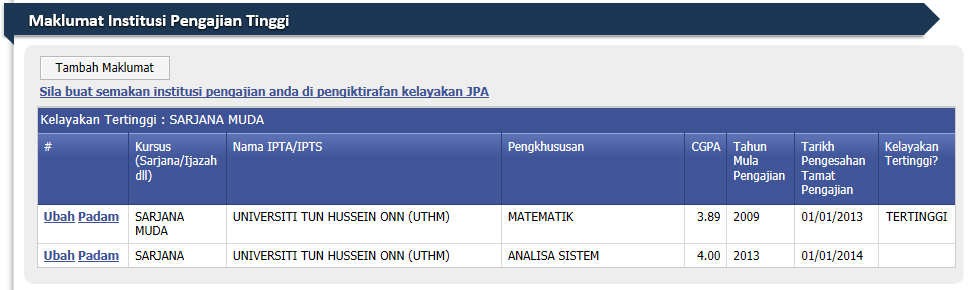 Maklumat Institusi Pengajian Tinggi
Tambah Maklumat
Sila buat semakan institusi pengajian anda di pengiktirafan kelayakan JPA
Kelayakan Tertinggi : SARJANA MUDA
# Kursus (Sarjana/Ijazah dll) Nama IPTA/IPTS Pengkhususan CGPA Tahun Mula Pengajian Tarikh Pengesahan Tamat Pengajian Kelayakan Tertinggi?
Ubah Padam SARJANA MUDA UNIVERSITI TUN HUSSEIN ONN (UTHM) MATEMATIK 3.89 2009 01/01/2013 TERTINGGI
Ubah Padam SARJANA UNIVERSITI TUN HUSSEIN ONN (UTHM) ANALISA SISTEM 4.00 2013 01/01/2014